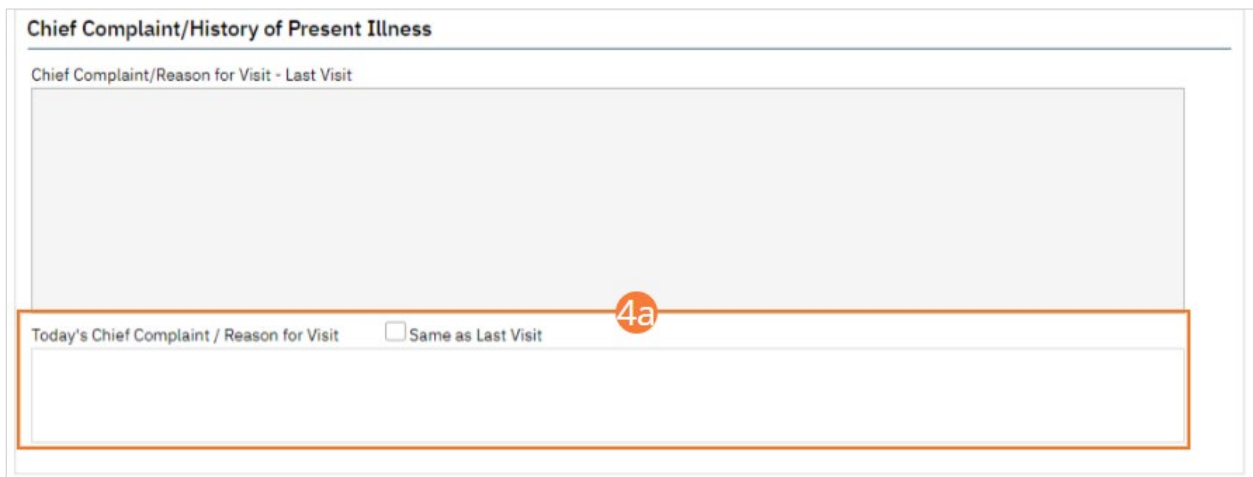 Chief Complaint/History of Present Illness
Chief Complaint/Reason for Visit - Last Visit
4a
Today's Chief Complaint / Reason for Visit Same as Last Visit